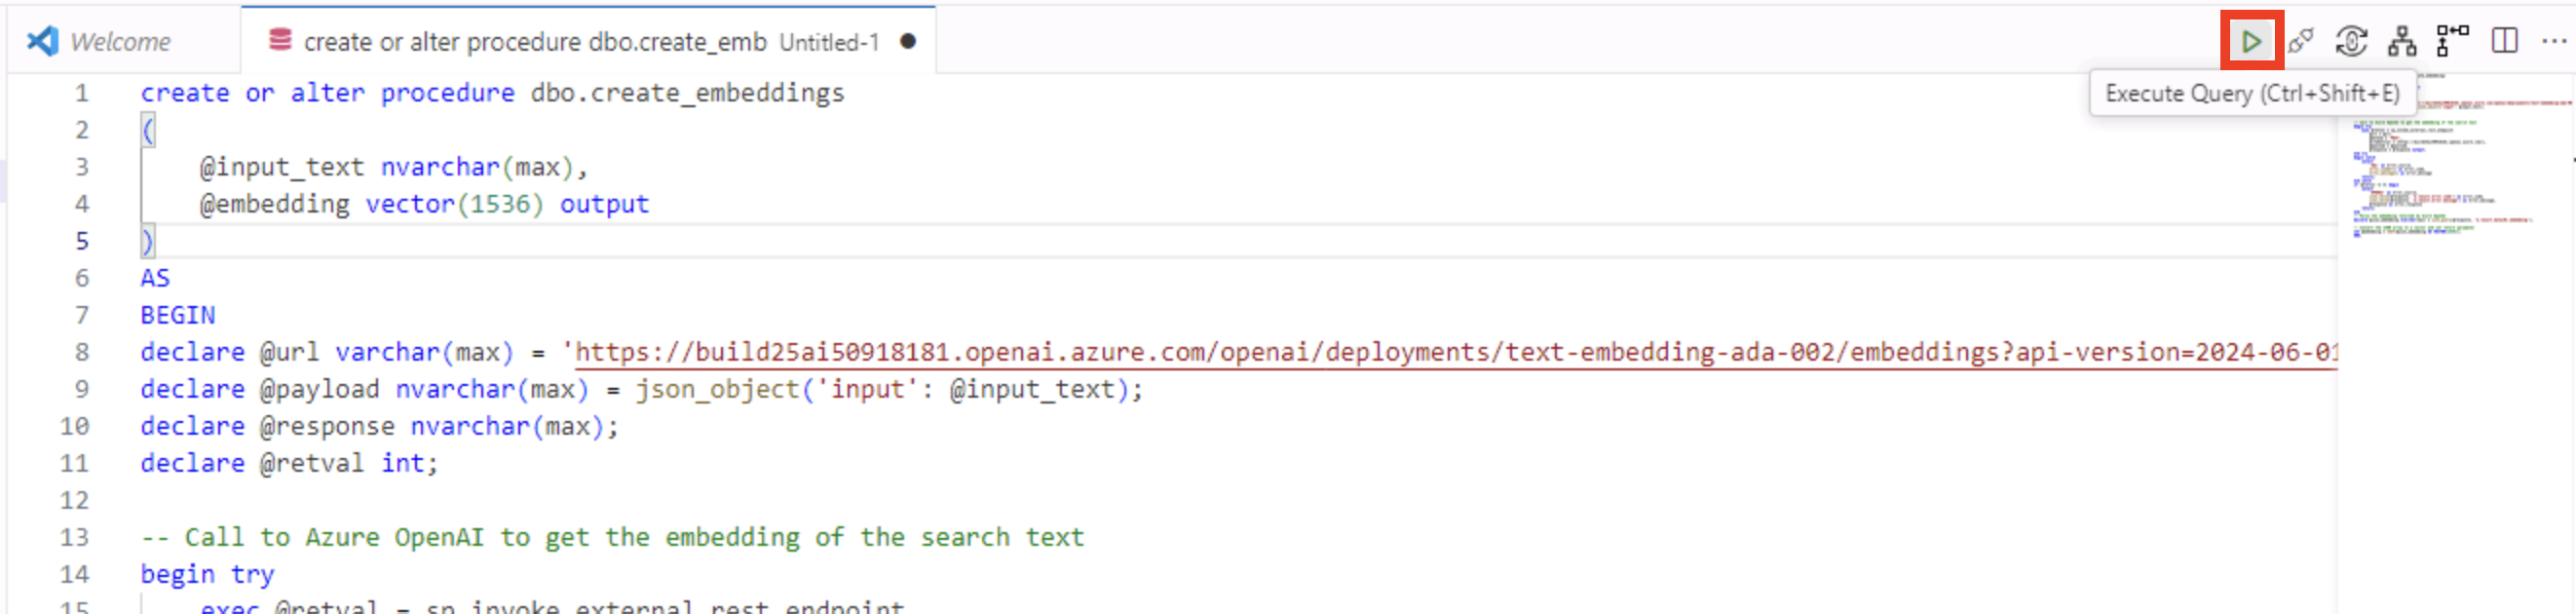 Welcome
create or alter procedure dbo.create_emb Untitled-1
Execute Query (Ctrl+Shift+E)
1 create or alter procedure dbo.create_embeddings
2 (
3 @input_text nvarchar(max),
4 @embedding vector(1536) output
5 )
6 AS
7 BEGIN
8 declare @url varchar(max) = 'https://build25ai50918181.openai.azure.com/openai/deployments/text-embedding-ada-002/embeddings?api-version=2024-06-01
9 declare @payload nvarchar(max) = json_object('input': @input_text);
10 declare @response nvarchar(max);
11 declare @retval int;
12
13 -- Call to Azure OpenAI to get the embedding of the search text
14 begin try
15 exec @retval = sp_invoke_external_rest_endpoint